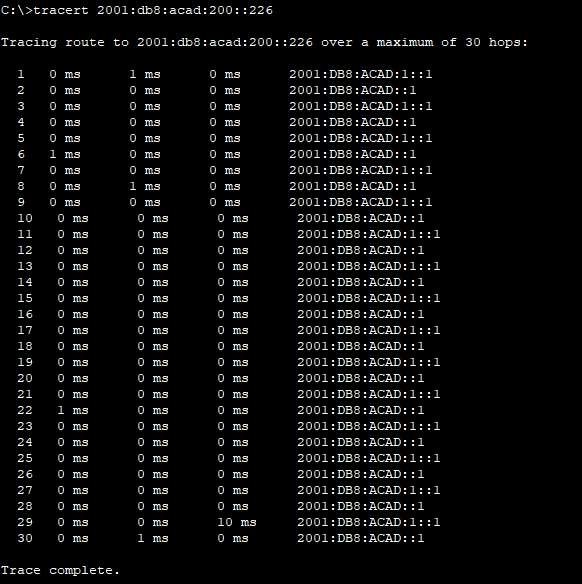 C:\>tracert 2001:db8:acad:200::226
Tracing route to 2001:db8:acad:200::226 over a maximum of 30 hops:
1 0 ms 1 ms 0 ms 2001:DB8:ACAD:1::1
2 0 ms 0 ms 0 ms 2001:DB8:ACAD::1
3 0 ms 0 ms 0 ms 2001:DB8:ACAD:1::1
4 0 ms 0 ms 0 ms 2001:DB8:ACAD::1
5 0 ms 0 ms 0 ms 2001:DB8:ACAD:1::1
6 1 ms 0 ms 0 ms 2001:DB8:ACAD::1
7 0 ms 0 ms 0 ms 2001:DB8:ACAD:1::1
8 0 ms 1 ms 0 ms 2001:DB8:ACAD::1
9 0 ms 0 ms 0 ms 2001:DB8:ACAD:1::1
10 0 ms 0 ms 0 ms 2001:DB8:ACAD::1
11 0 ms 0 ms 0 ms 2001:DB8:ACAD:1::1
12 0 ms 0 ms 0 ms 2001:DB8:ACAD::1
13 0 ms 0 ms 0 ms 2001:DB8:ACAD:1::1
14 0 ms 0 ms 0 ms 2001:DB8:ACAD::1
15 0 ms 0 ms 0 ms 2001:DB8:ACAD:1::1
16 0 ms 0 ms 0 ms 2001:DB8:ACAD::1
17 0 ms 0 ms 0 ms 2001:DB8:ACAD:1::1
18 0 ms 0 ms 0 ms 2001:DB8:ACAD::1
19 0 ms 0 ms 0 ms 2001:DB8:ACAD:1::1
20 0 ms 0 ms 0 ms 2001:DB8:ACAD::1
21 0 ms 0 ms 0 ms 2001:DB8:ACAD:1::1
22 1 ms 0 ms 0 ms 2001:DB8:ACAD::1
23 0 ms 0 ms 0 ms 2001:DB8:ACAD:1::1
24 0 ms 0 ms 0 ms 2001:DB8:ACAD::1
25 0 ms 0 ms 0 ms 2001:DB8:ACAD:1::1
26 0 ms 0 ms 0 ms 2001:DB8:ACAD::1
27 0 ms 0 ms 0 ms 2001:DB8:ACAD:1::1
28 0 ms 0 ms 0 ms 2001:DB8:ACAD::1
29 0 ms 0 ms 10 ms 2001:DB8:ACAD:1::1
30 0 ms 1 ms 0 ms 2001:DB8:ACAD::1
Trace complete.